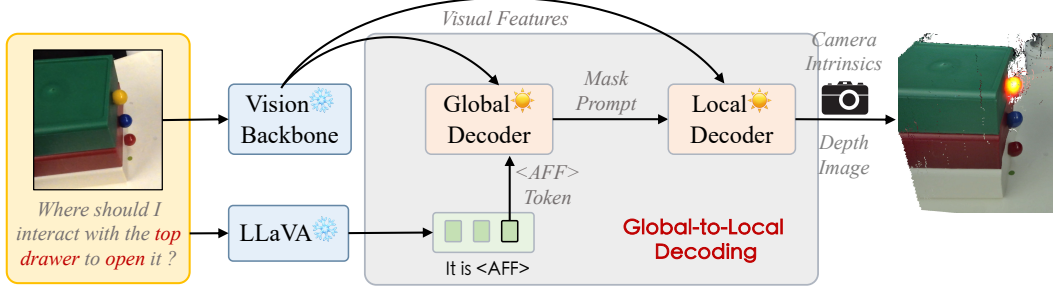 Visual Features
Where should I
interact with the top
drawer to open it ?
Vision
Backbone
LLaVA
Global
Decoder
Mask
Prompt
Local
Decoder
<AFF>
Token
It is <AFF>
Global-to-Local
Decoding
Camera
Intrinsics
Depth
Image